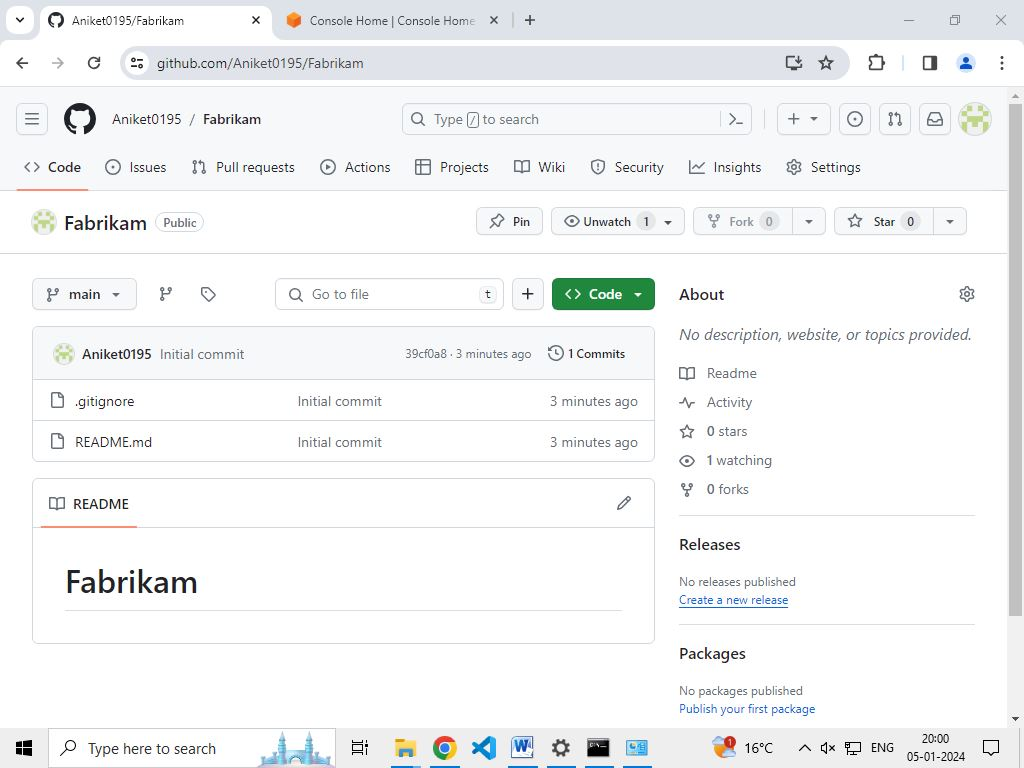 Aniket0195/Fabrikam
Console Home | Console Home
github.com/Aniket0195/Fabrikam
Aniket0195 / Fabrikam
Type / to search
Code
Issues
Pull requests
Actions
Projects
Wiki
Security
Insights
Settings
Fabrikam Public
Pin
Unwatch 1
Fork 0
Star 0
main
Go to file t
Code
Aniket0195 Initial commit 39cf0a8 · 3 minutes ago 1 Commits
.gitignore Initial commit 3 minutes ago
README.md Initial commit 3 minutes ago
README
Fabrikam
About
No description, website, or topics provided.
Readme
Activity
0 stars
1 watching
0 forks
Releases
No releases published
Create a new release
Packages
No packages published
Publish your first package
Type here to search
1
16°C
ENG
20:00
05-01-2024